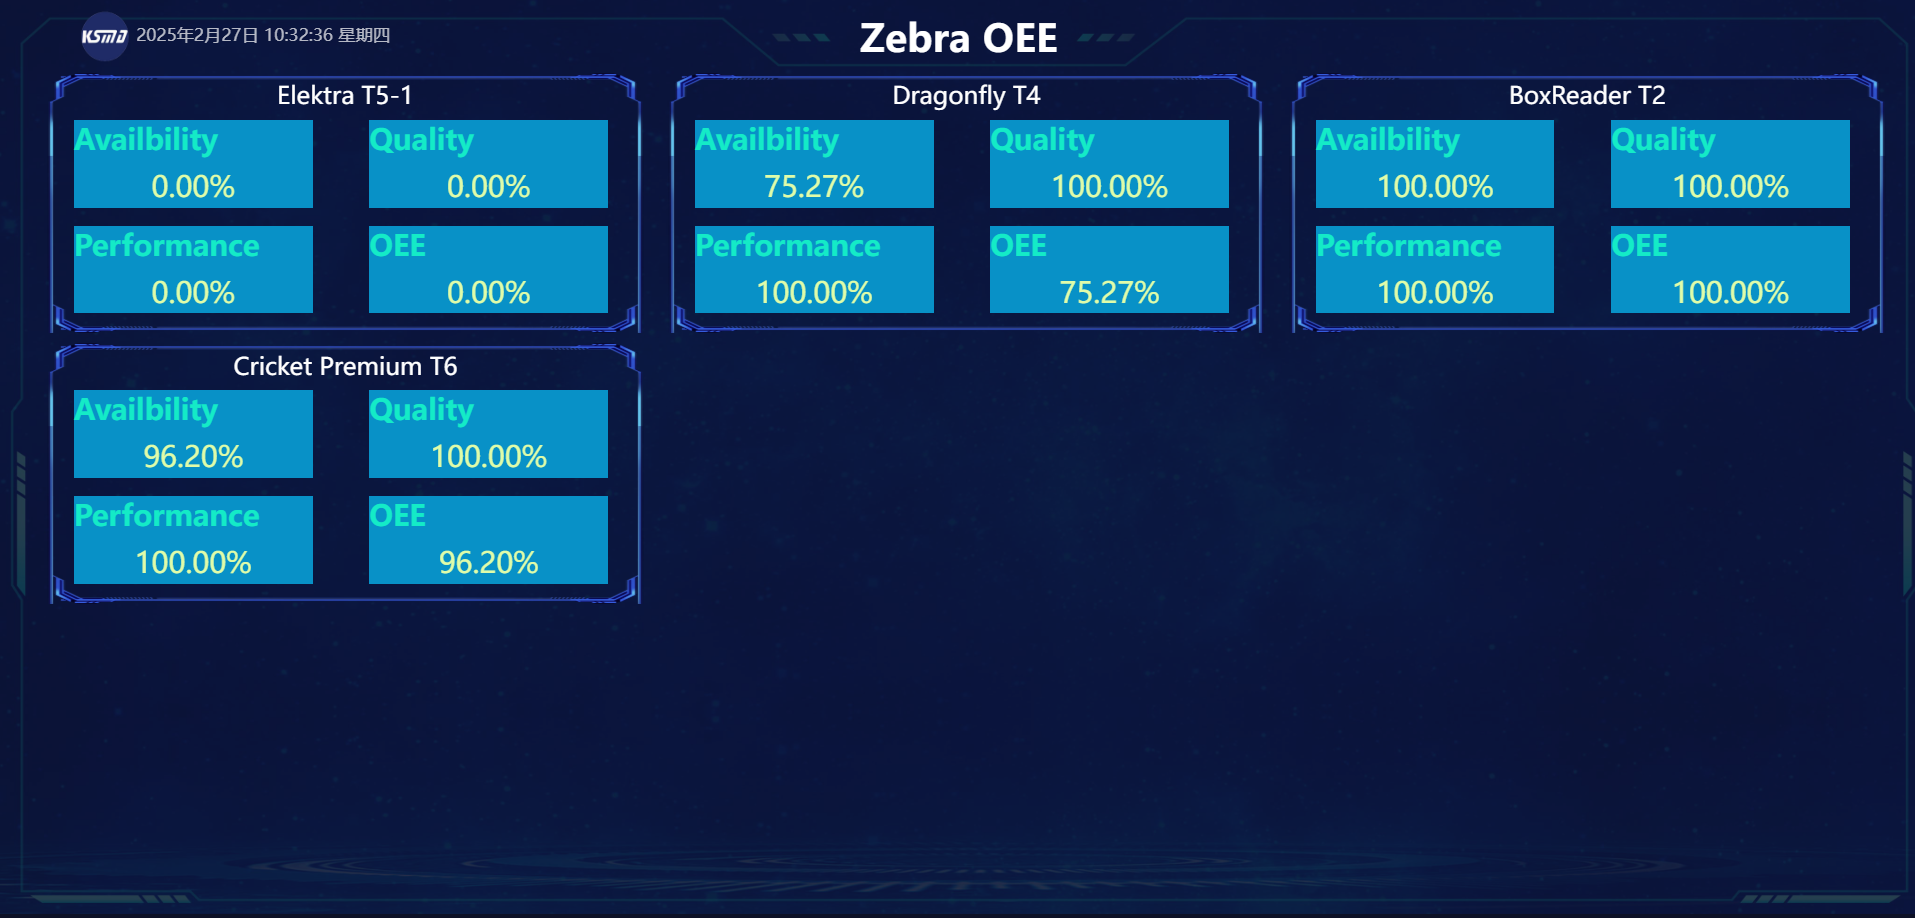 KSMD 2025年2月27日 10:32:36 星期四
Zebra OEE
Elektra T5-1
Availbility Quality
0.00% 0.00%
Performance OEE
0.00% 0.00%
Dragonfly T4
Availbility Quality
75.27% 100.00%
Performance OEE
100.00% 75.27%
BoxReader T2
Availbility Quality
100.00% 100.00%
Performance OEE
100.00% 100.00%
Cricket Premium T6
Availbility Quality
96.20% 100.00%
Performance OEE
100.00% 96.20%